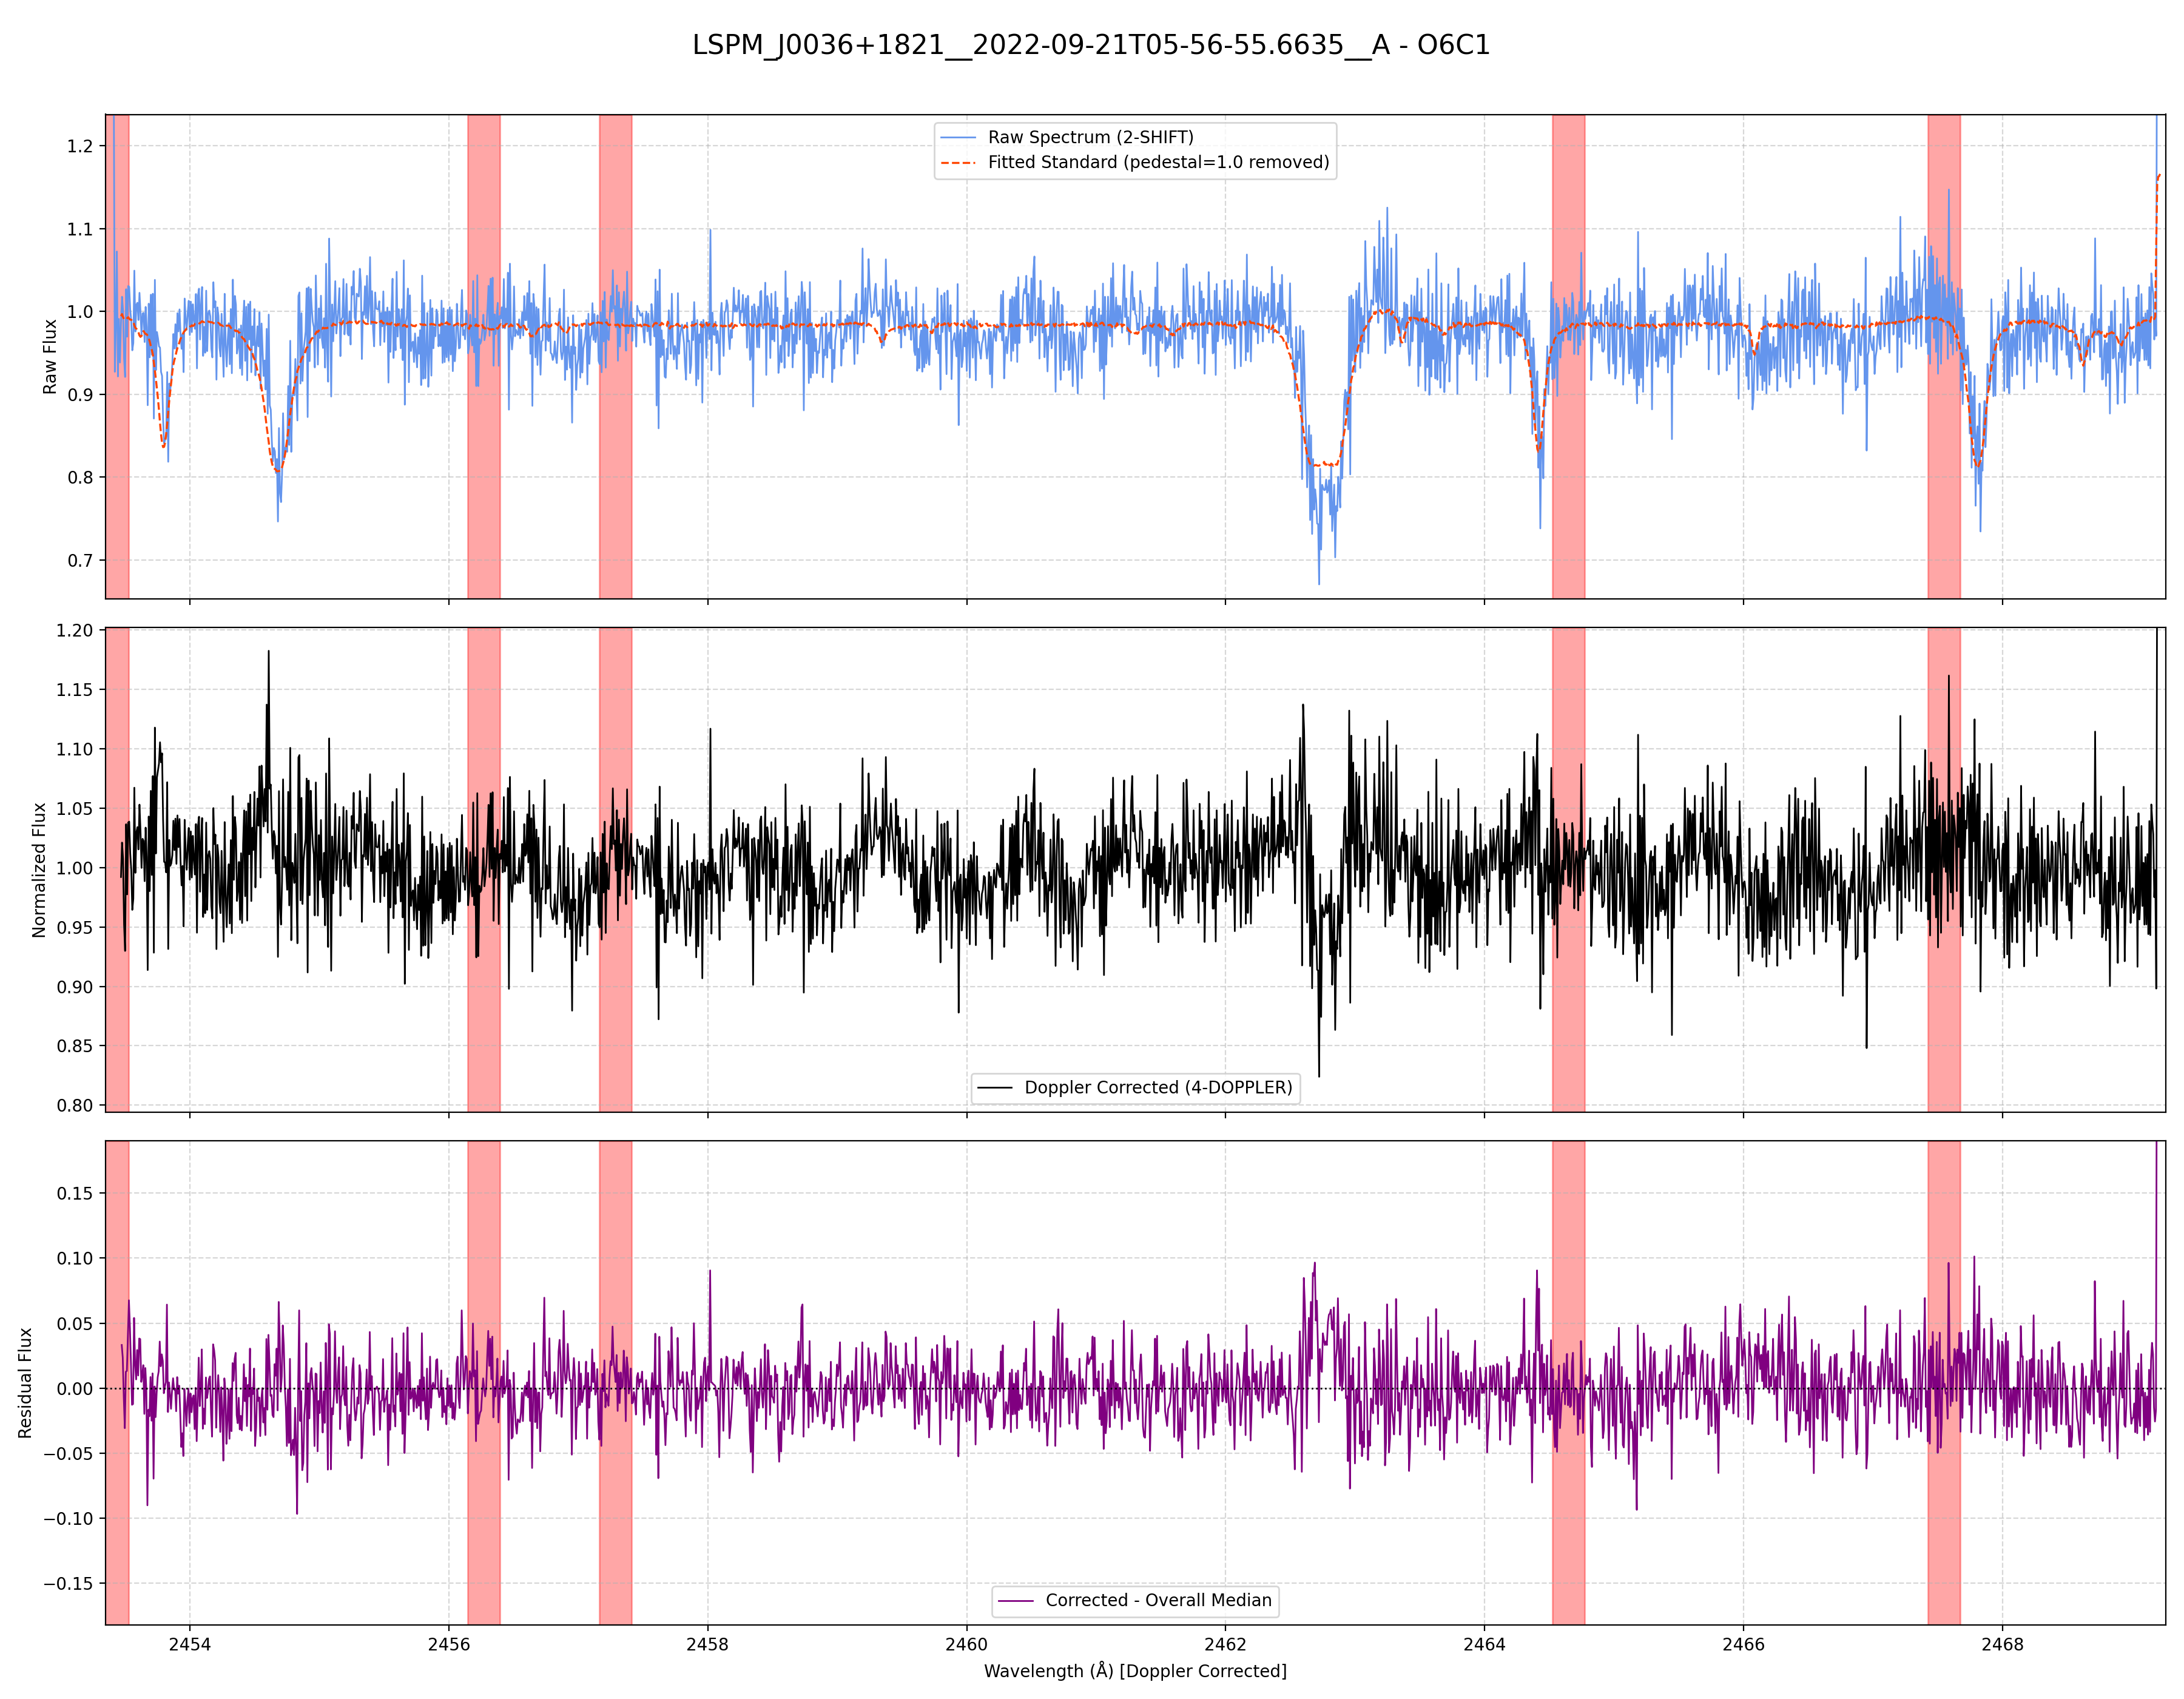 LSPM_J0036+1821__2022-09-21T05-56-55.6635__A - O6C1
Raw Spectrum (2-SHIFT)
Fitted Standard (pedestal=1.0 removed)
Raw Flux
1.2
1.1
1.0
0.9
0.8
0.7
Normalized Flux
1.20
1.15
1.10
1.05
1.00
0.95
0.90
0.85
0.80
Doppler Corrected (4-DOPPLER)
Residual Flux
0.15
0.10
0.05
0.00
−0.05
−0.10
−0.15
Corrected - Overall Median
2454 2456 2458 2460 2462 2464 2466 2468
Wavelength (Å) [Doppler Corrected]